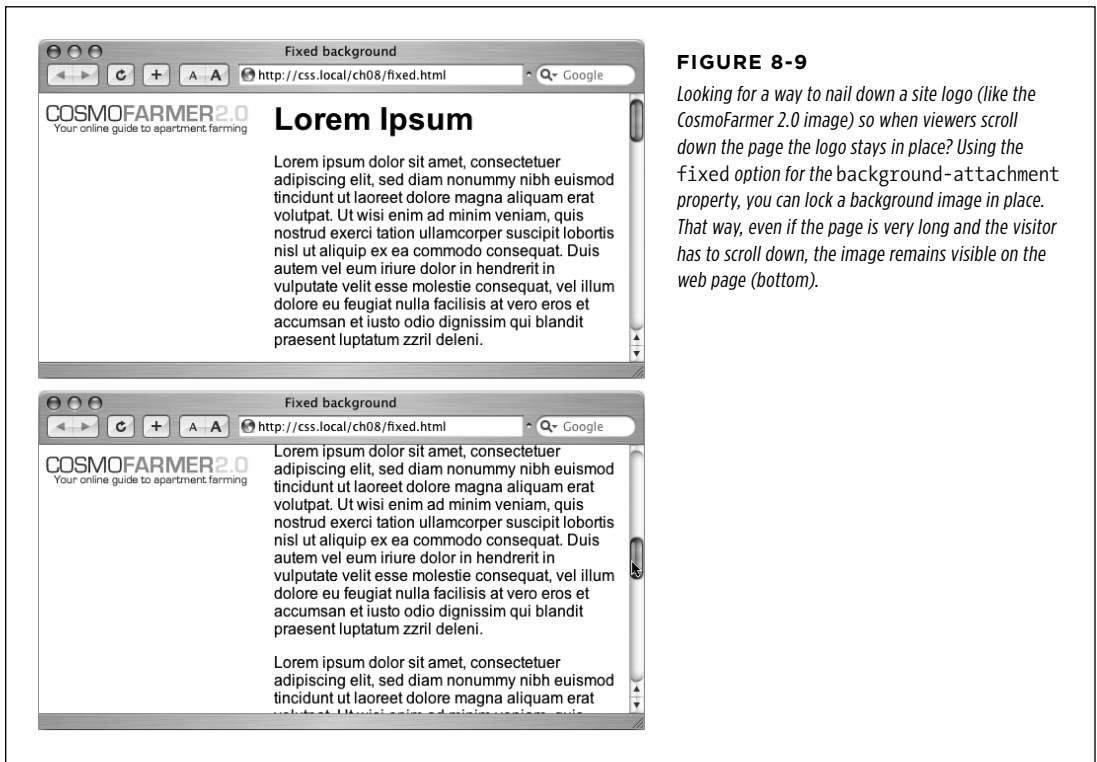 Fixed background
A A http://css.local/ch08/fixed.html Google
COSMOFARMER2.0
Your online guide to apartment farming
Lorem Ipsum
Lorem ipsum dolor sit amet, consectetuer
adipiscing elit, sed diam nonummy nibh euismod
tincidunt ut laoreet dolore magna aliquam erat
volutpat. Ut wisi enim ad minim veniam, quis
nostrud exerci tation ullamcorper suscipit lobortis
nisl ut aliquip ex ea commodo consequat. Duis
autem vel eum iriure dolor in hendrerit in
vulputate velit esse molestie consequat, vel illum
dolore eu feugiat nulla facilisis at vero eros et
accumsan et iusto odio dignissim qui blandit
praesent luptatum zzril deleni.
Fixed background
A A http://css.local/ch08/fixed.html Google
COSMOFARMER2.0
Your online guide to apartment farming
Lorem ipsum dolor sit amet, consectetuer
adipiscing elit, sed diam nonummy nibh euismod
tincidunt ut laoreet dolore magna aliquam erat
volutpat. Ut wisi enim ad minim veniam, quis
nostrud exerci tation ullamcorper suscipit lobortis
nisl ut aliquip ex ea commodo consequat. Duis
autem vel eum iriure dolor in hendrerit in
vulputate velit esse molestie consequat, vel illum
dolore eu feugiat nulla facilisis at vero eros et
accumsan et iusto odio dignissim qui blandit
praesent luptatum zzril deleni.
Lorem ipsum dolor sit amet, consectetuer
adipiscing elit, sed diam nonummy nibh euismod
tincidunt ut laoreet dolore magna aliquam erat
FIGURE 8-9
Looking for a way to nail down a site logo (like the
CosmoFarmer 2.0 image) so when viewers scroll
down the page the logo stays in place? Using the
fixed option for the background-attachment
property, you can lock a background image in place.
That way, even if the page is very long and the visitor
has to scroll down, the image remains visible on the
web page (bottom).